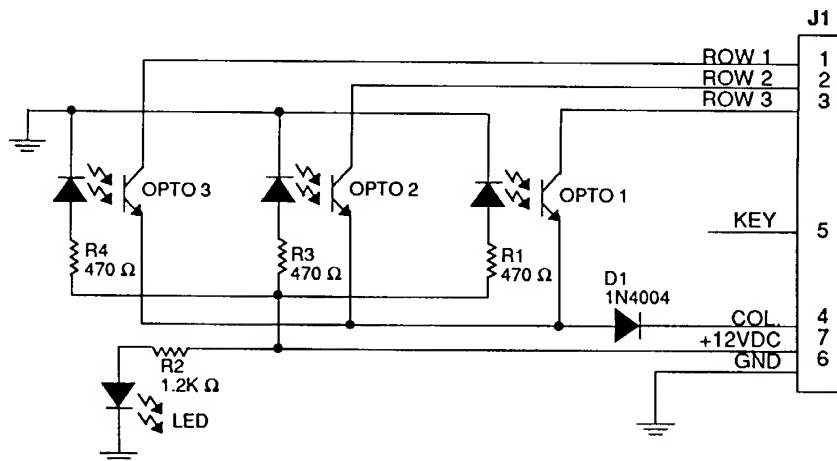 J1
ROW 1 1
ROW 2 2
ROW 3 3
OPTO 3
OPTO 2
OPTO 1
KEY 5
R4
470 Ω
R3
470 Ω
R1
470 Ω
D1
1N4004
COL. 4
+12VDC 7
GND 6
R2
1.2K Ω
LED